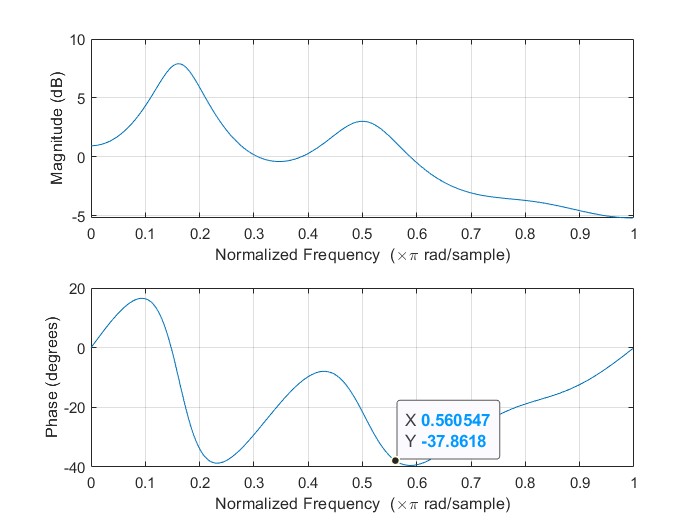 10
5
0
-5
Magnitude (dB)
0 0.1 0.2 0.3 0.4 0.5 0.6 0.7 0.8 0.9 1
Normalized Frequency (×π rad/sample)
20
0
-20
-40
Phase (degrees)
X 0.560547
Y -37.8618
0 0.1 0.2 0.3 0.4 0.5 0.6 0.7 0.8 0.9 1
Normalized Frequency (×π rad/sample)